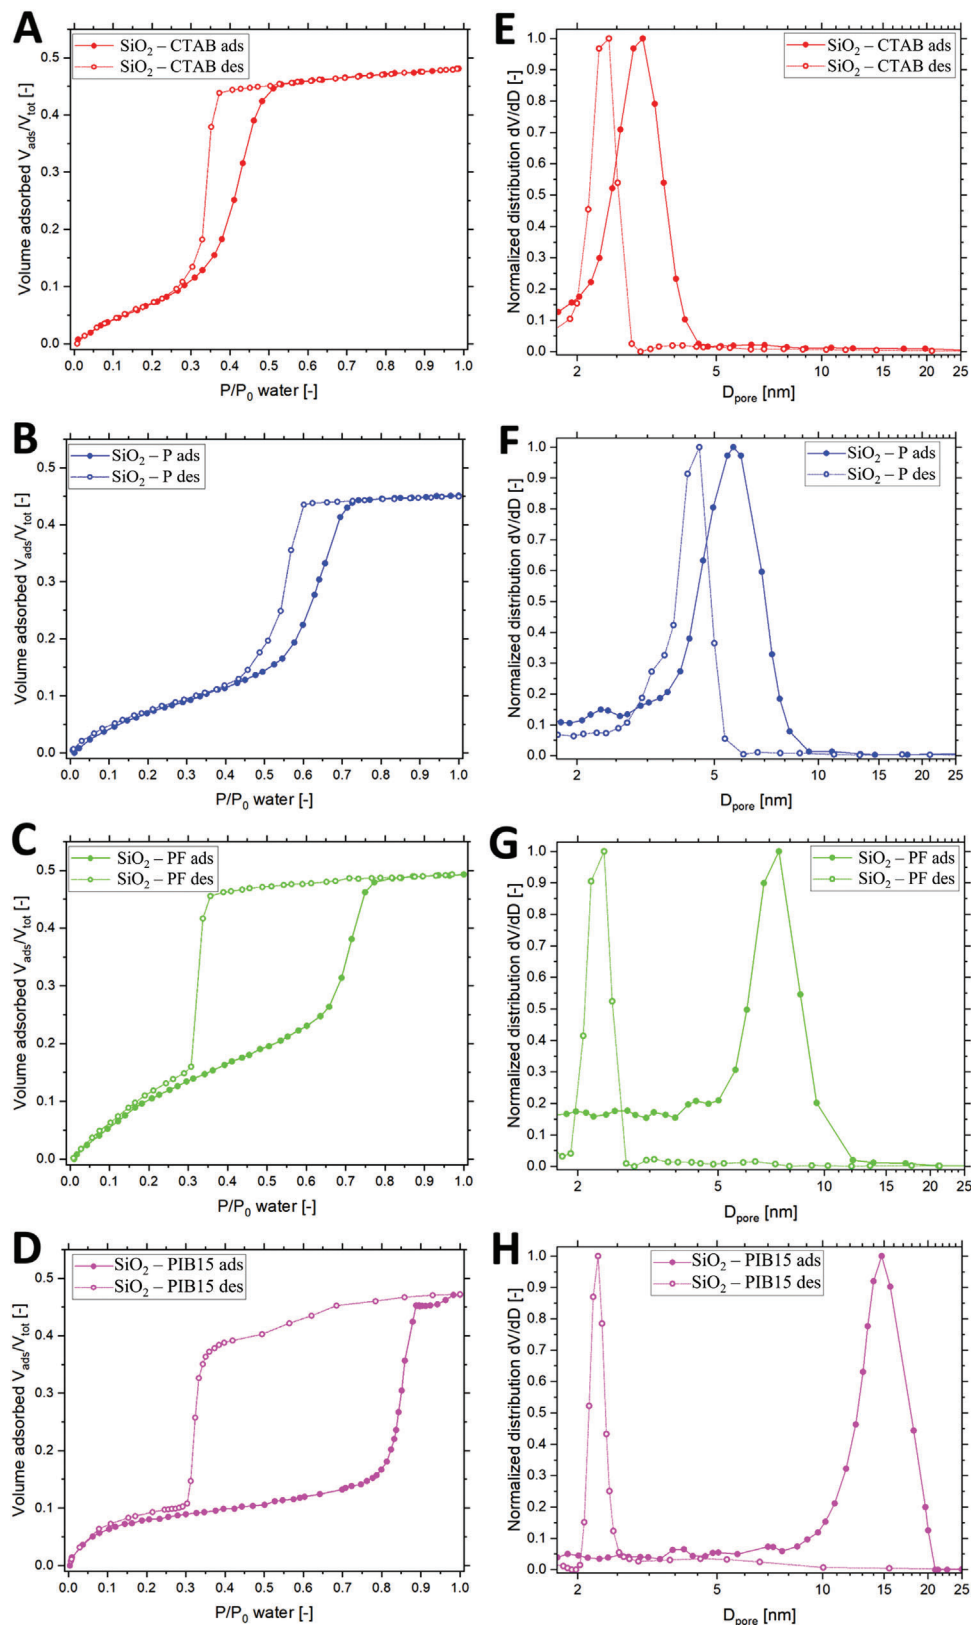 A
SiO2 – CTAB ads
SiO2 – CTAB des
Volume adsorbed Vads/Vtot [-]
0.5
0.4
0.3
0.2
0.1
0.0
0.0 0.1 0.2 0.3 0.4 0.5 0.6 0.7 0.8 0.9 1.0
P/P0 water [-]
E
SiO2 – CTAB ads
SiO2 – CTAB des
Normalized distribution dV/dD [-]
1.0
0.9
0.8
0.7
0.6
0.5
0.4
0.3
0.2
0.1
0.0
2 5 10 15 20 25
Dpore [nm]
B
SiO2 – P ads
SiO2 – P des
Volume adsorbed Vads/Vtot [-]
0.5
0.4
0.3
0.2
0.1
0.0
0.0 0.1 0.2 0.3 0.4 0.5 0.6 0.7 0.8 0.9 1.0
P/P0 water [-]
F
SiO2 – P ads
SiO2 – P des
Normalized distribution dV/dD [-]
1.0
0.9
0.8
0.7
0.6
0.5
0.4
0.3
0.2
0.1
0.0
2 5 10 15 20 25
Dpore [nm]
C
SiO2 – PF ads
SiO2 – PF des
Volume adsorbed Vads/Vtot [-]
0.5
0.4
0.3
0.2
0.1
0.0
0.0 0.1 0.2 0.3 0.4 0.5 0.6 0.7 0.8 0.9 1.0
P/P0 water [-]
G
SiO2 – PF ads
SiO2 – PF des
Normalized distribution dV/dD [-]
1.0
0.9
0.8
0.7
0.6
0.5
0.4
0.3
0.2
0.1
0.0
2 5 10 15 20 25
Dpore [nm]
D
SiO2 – PIB15 ads
SiO2 – PIB15 des
Volume adsorbed Vads/Vtot [-]
0.5
0.4
0.3
0.2
0.1
0.0
0.0 0.1 0.2 0.3 0.4 0.5 0.6 0.7 0.8 0.9 1.0
P/P0 water [-]
H
SiO2 – PIB15 ads
SiO2 – PIB15 des
Normalized distribution dV/dD [-]
1.0
0.9
0.8
0.7
0.6
0.5
0.4
0.3
0.2
0.1
0.0
2 5 10 15 20 25
Dpore [nm]